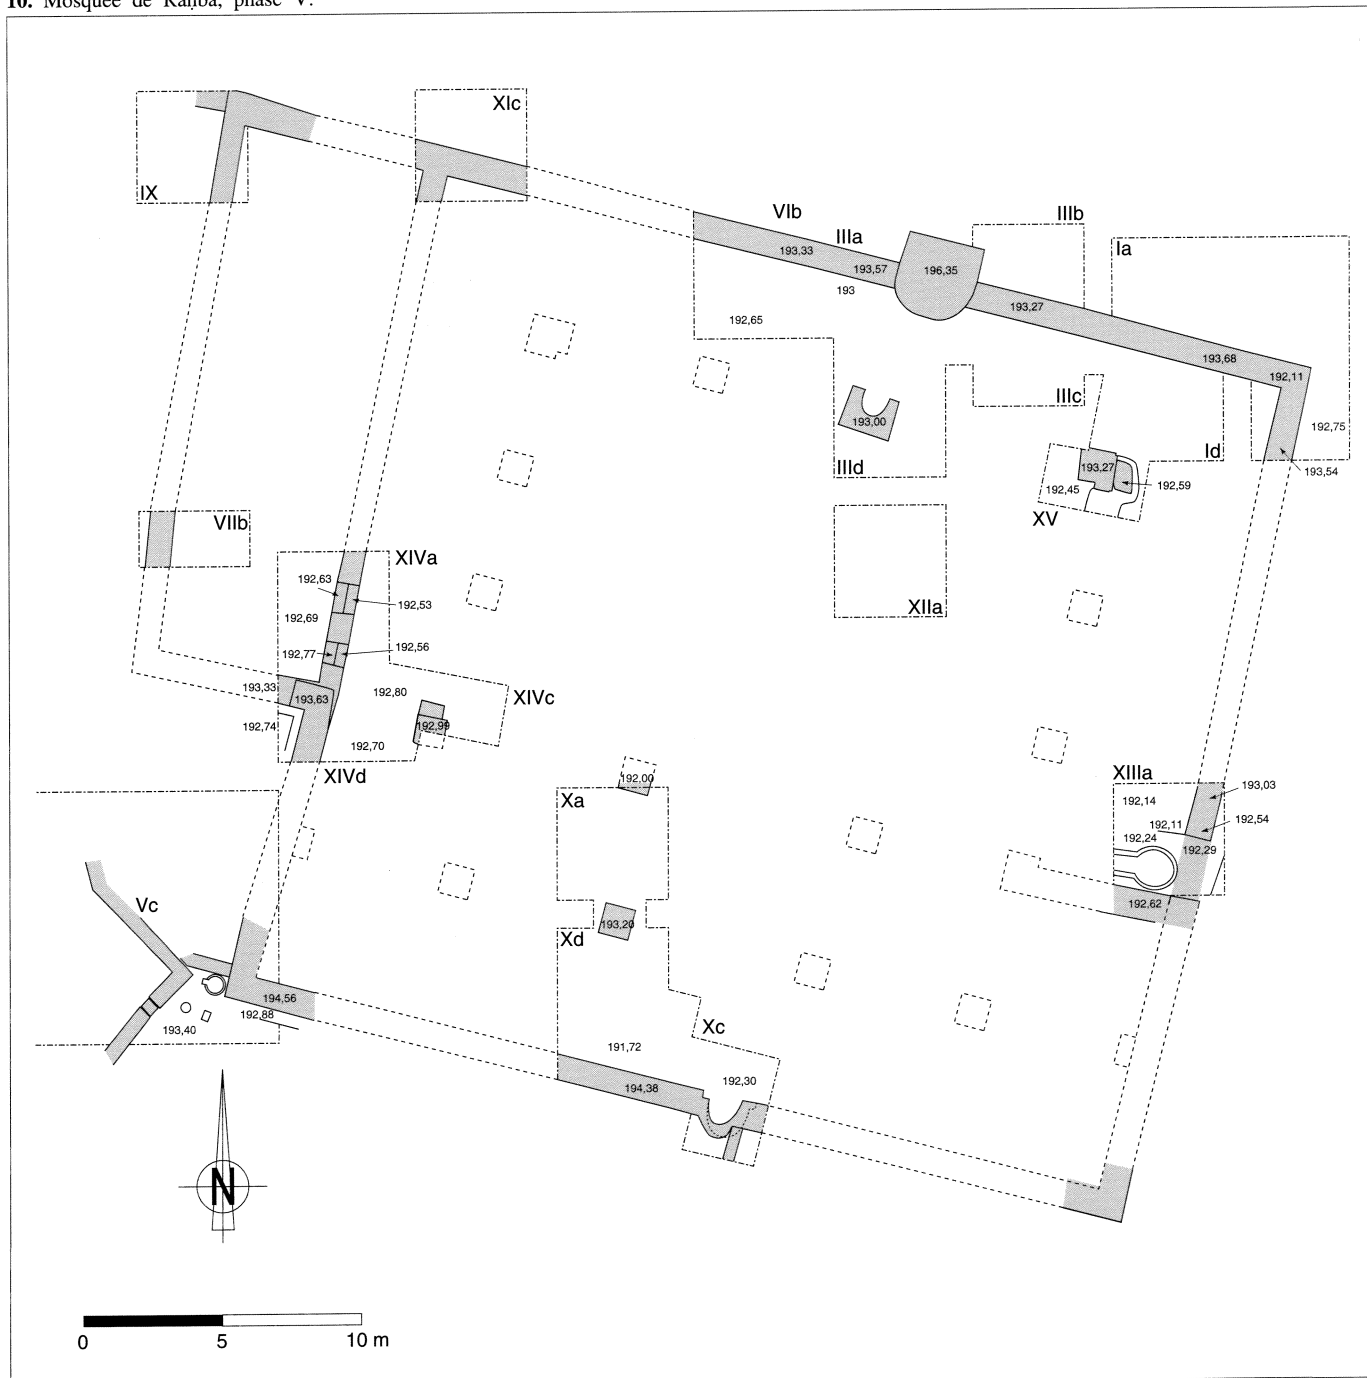 10. Mosquée de Raḥba, phase V.
XIc
IX
VIb
IIIb
IIIa
Ia
193,33
193,57
196,35
193
193,27
192,65
193,68
192,11
IIIc
193,00
192,75
IIId
Id
193,27
193,54
192,45
192,59
XV
VIIb
XIVa
192,63
192,53
192,69
XIIa
192,77
192,56
193,33
193,63
192,80
XIVc
192,74
192,99
192,70
XIVd
192,00
XIIIa
Xa
192,14
193,03
192,11
192,54
192,24
192,29
Vc
192,62
193,20
Xd
194,56
192,88
193,40
Xc
191,72
192,30
194,38
N
0 5 10 m